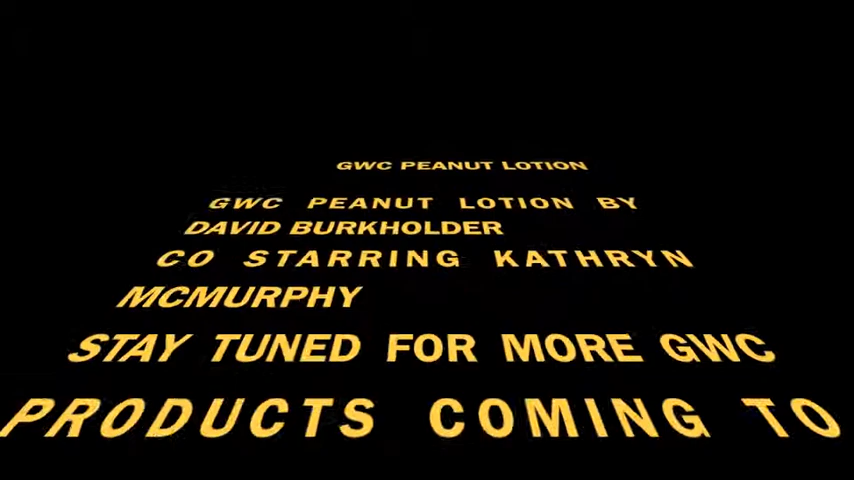 GWC PEANUT LOTION
GWC PEANUT LOTION BY
DAVID BURKHOLDER
CO STARRING KATHRYN
MCMURPHY
STAY TUNED FOR MORE GWC
PRODUCTS COMING TO